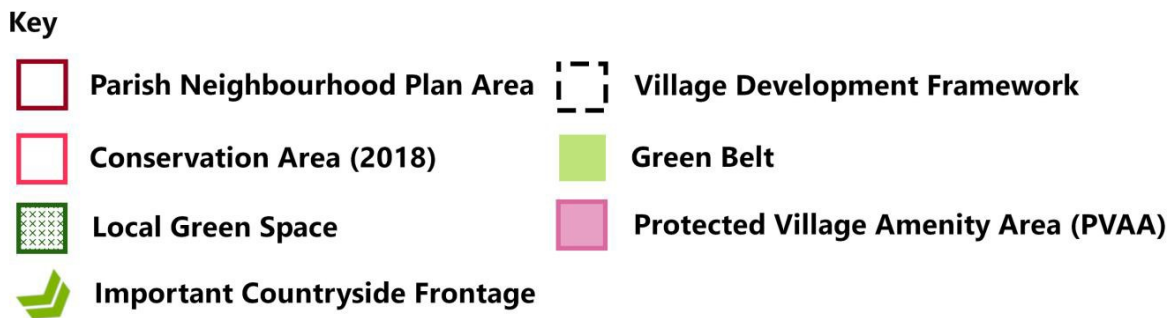 Key
Parish Neighbourhood Plan Area
Village Development Framework
Conservation Area (2018)
Green Belt
Local Green Space
Protected Village Amenity Area (PVAA)
Important Countryside Frontage